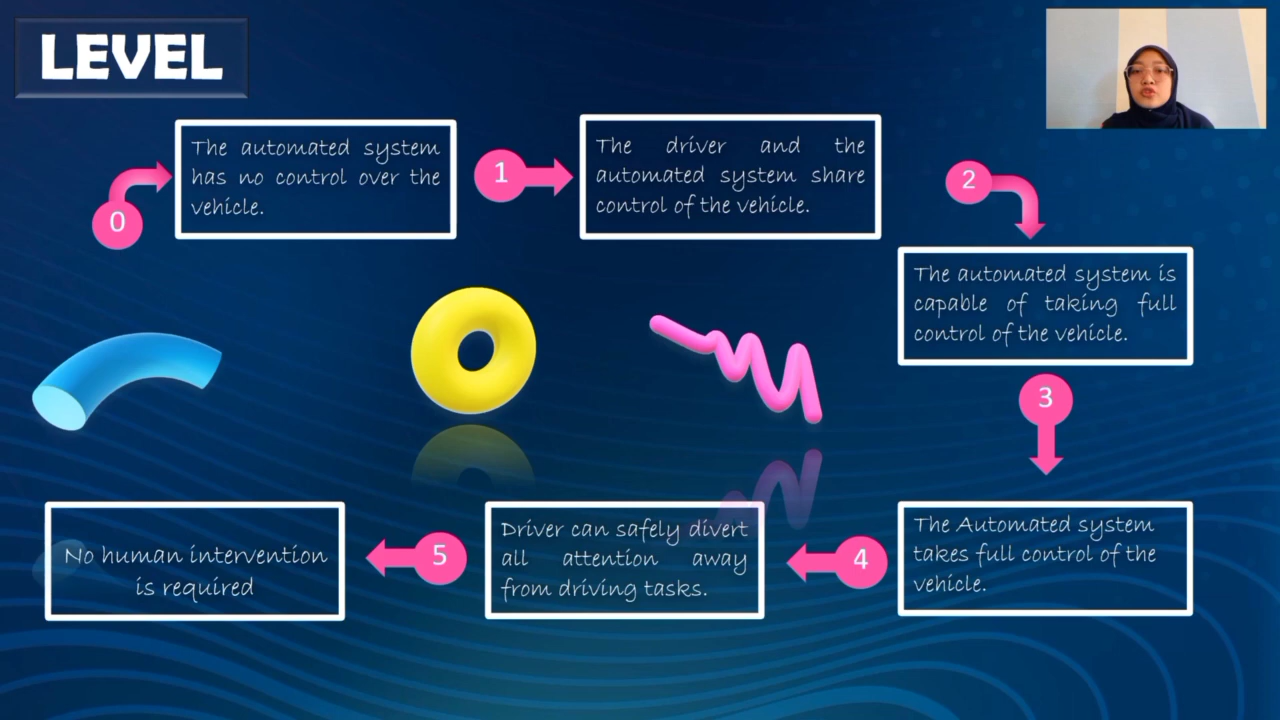 LEVEL
0
The automated system
has no control over the
vehicle.
1
The driver and the
automated system share
control of the vehicle.
2
The automated system is
capable of taking full
control of the vehicle.
3
The Automated system
takes full control of the
vehicle.
4
Driver can safely divert
all attention away
from driving tasks.
5
No human intervention
is required